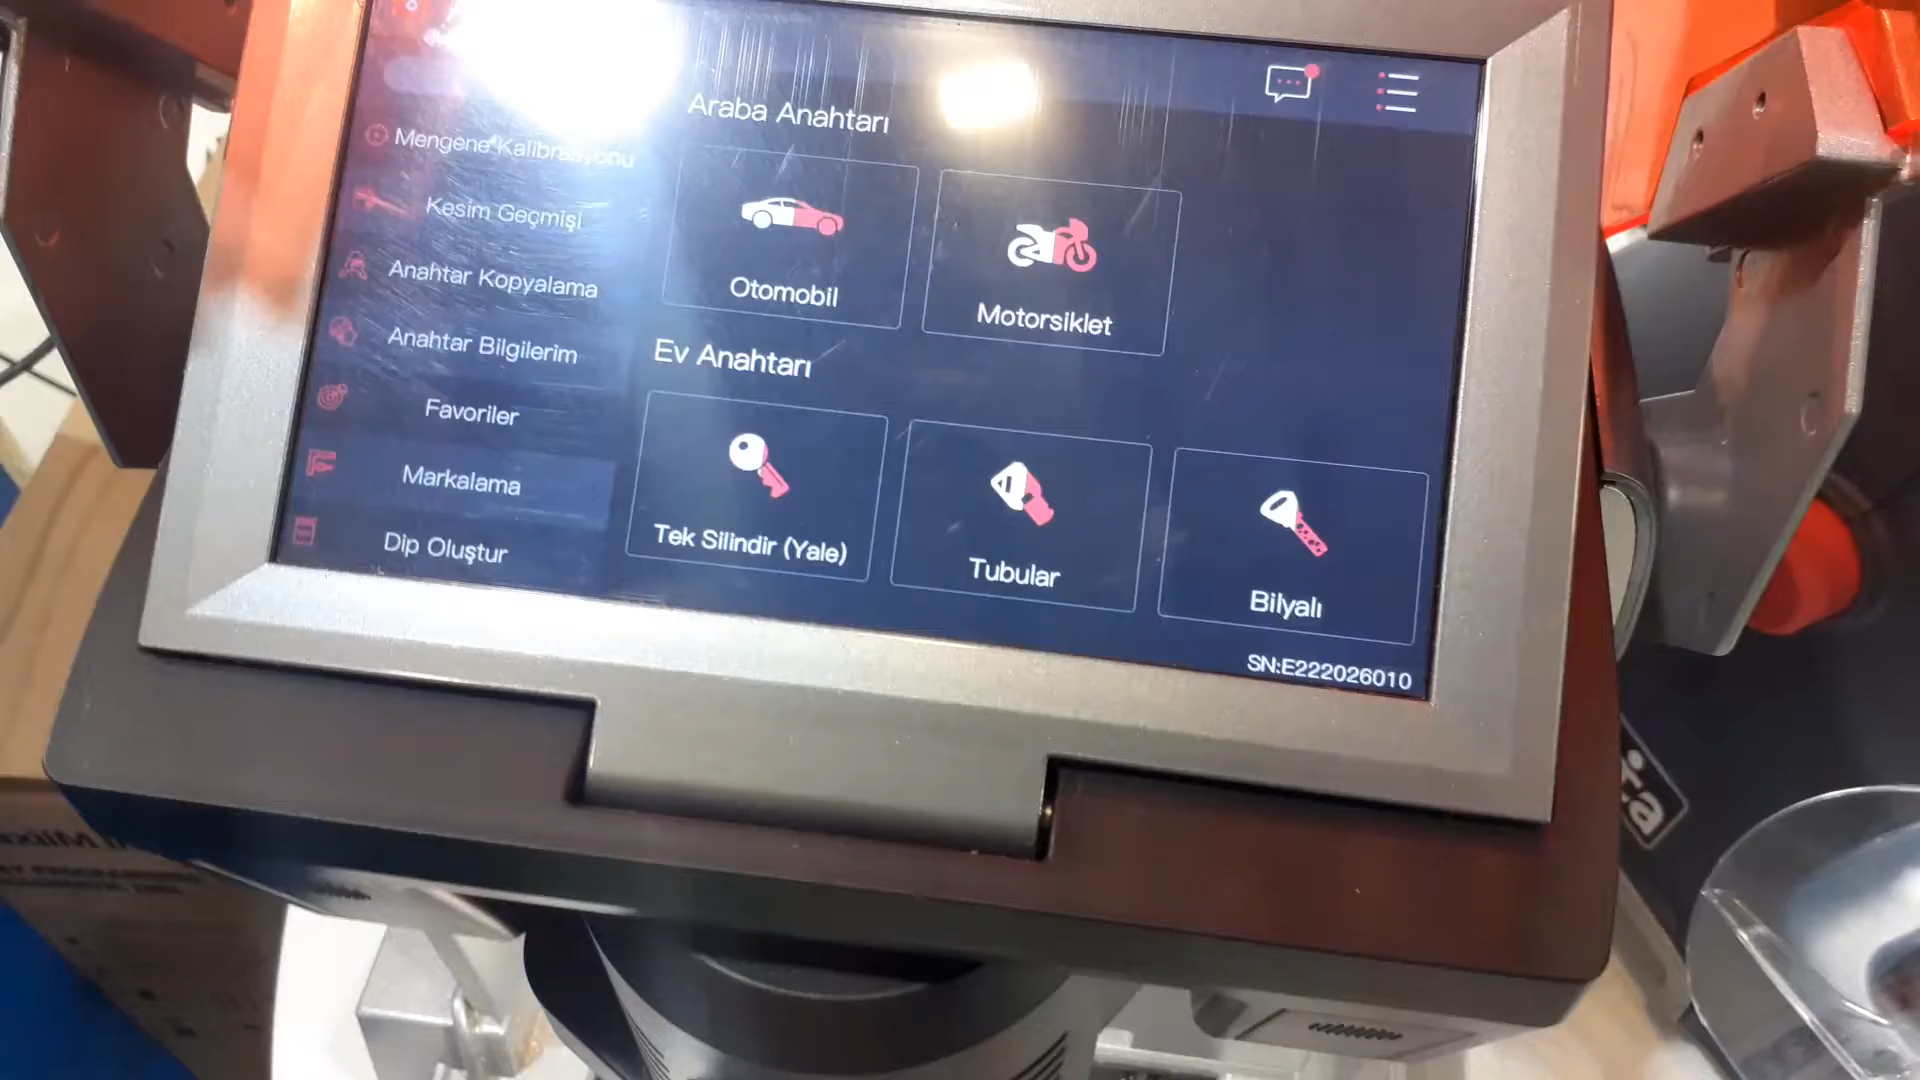 Mengene Kalibrasyonu
Kesim Geçmişi
Anahtar Kopyalama
Anahtar Bilgilerim
Favoriler
Markalama
Dip Oluştur
Araba Anahtarı
Otomobil
Motorsiklet
Ev Anahtarı
Tek Silindir (Yale)
Tubular
Bilyalı
SN:E222026010